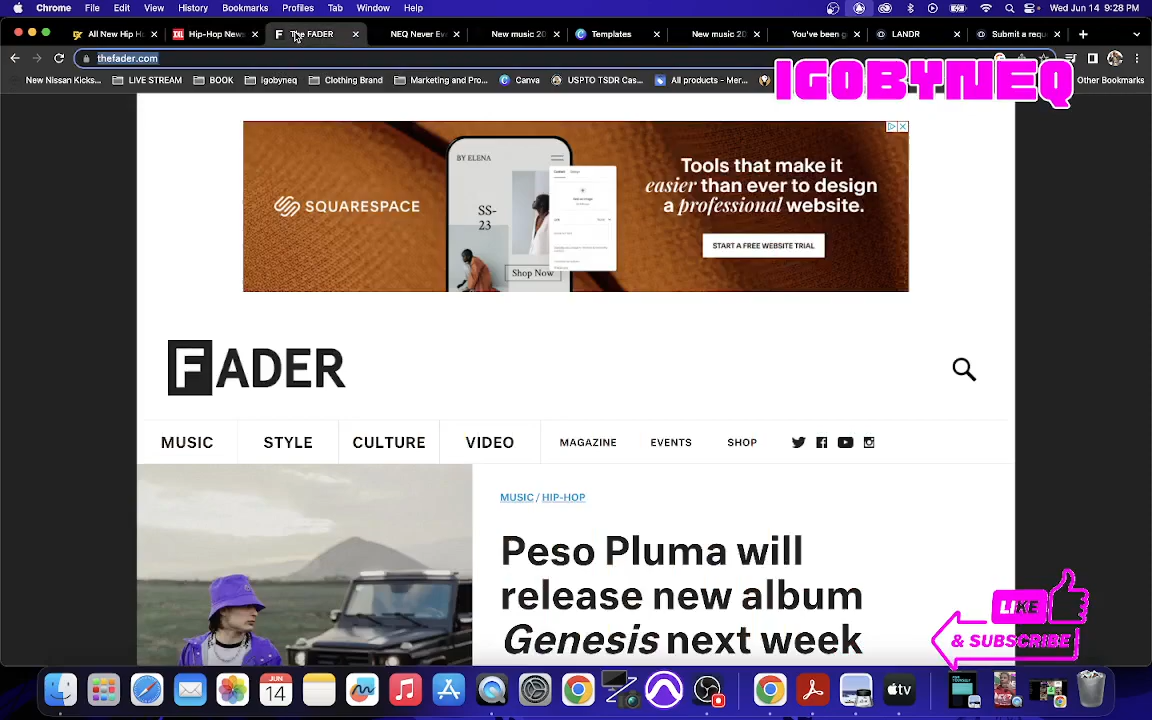 Chrome File Edit View History Bookmarks Profiles Tab Window Help Wed Jun 14 9:28 PM
All New Hip H Hip-Hop News The FADER NEQ Never Ev New music 20 Templates New music 20 You've been LANDR Submit a requ
thefader.com
New Nissan Kicks... LIVE STREAM BOOK Igobyneq Clothing Brand Marketing and Pro... Canva USPTO TSDR Cas... All products - Mer... Other Bookmarks
IGOBYNEQ
BY ELENA
SS-
23
Shop Now
SQUARESPACE
Tools that make it
easier than ever to design
a professional website.
START A FREE WEBSITE TRIAL
FADER
MUSIC STYLE CULTURE VIDEO MAGAZINE EVENTS SHOP
MUSIC / HIP-HOP
Peso Pluma will
release new album
Genesis next week
LIKE
& SUBSCRIBE
JUN
14
tv